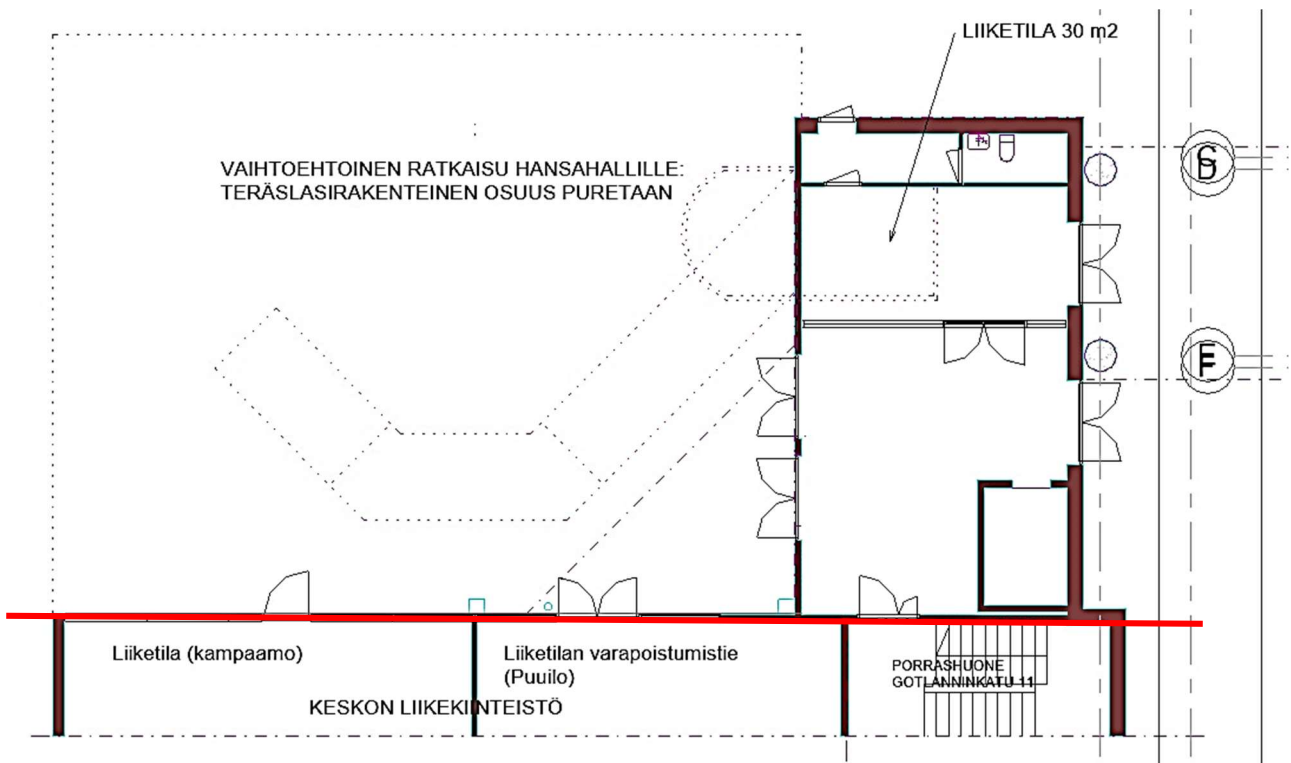 LIIKETILA 30 m2
VAIHTOEHTOINEN RATKAISU HANSAHALLILLE:
TERÄSLASIRAKENTEINEN OSUUS PURETAAN
Liiketila (kampaamo)
Liiketilan varapoistumistie
(Puuilo)
PORRASHUONE
GOTLANNINKATU 11
KESKON LIIKEKIINTEISTÖ